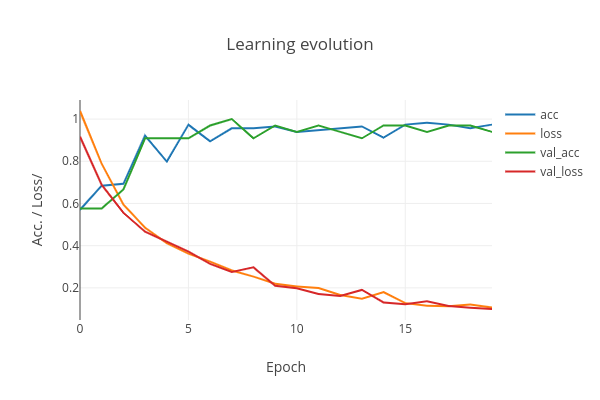 Learning evolution
Acc. / Loss/
1
0.8
0.6
0.4
0.2
0
5
10
15
Epoch
acc
loss
val_acc
val_loss